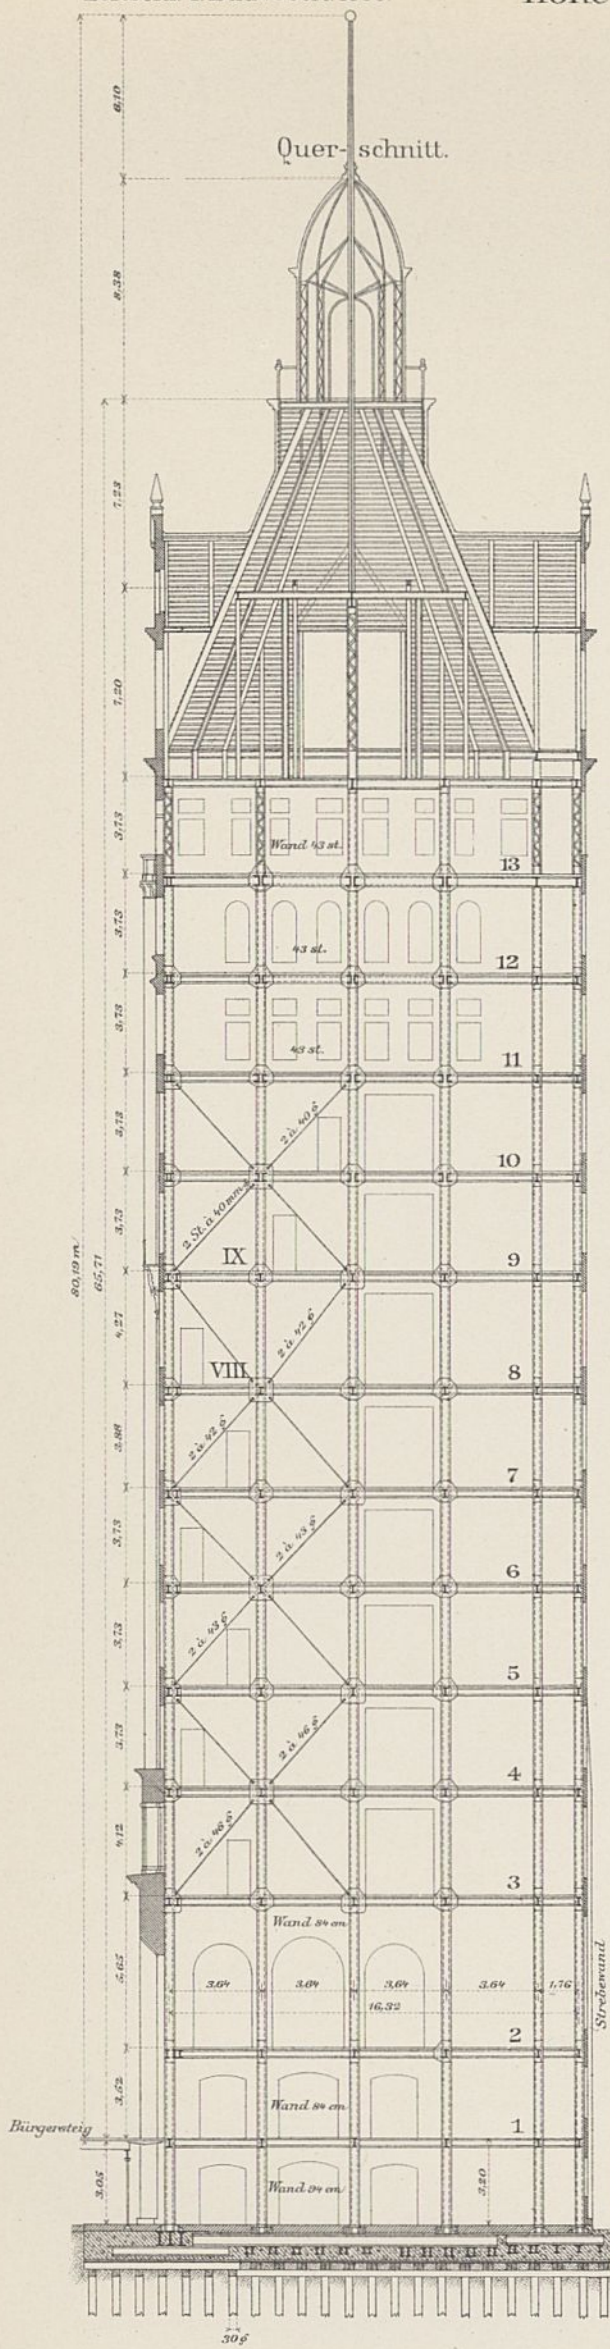 Quer-schnitt.
6,10
8,38
7,23
7,20
3,73
Wand 43 st.
13
3,73
43 st.
12
3,73
43 st.
11
3,73
2 à 40 ϕ
10
3,73
2 St. à 40 mm ϕ
IX
9
80,19 m
65,71
4,27
2 à 42 ϕ
VIII
8
3,88
2 à 42 ϕ
7
3,73
2 à 43 ϕ
6
3,73
2 à 43 ϕ
5
3,73
2 à 46 ϕ
4
4,12
2 à 46 ϕ
3
Wand 84 cm
5,65
3,64 3,64 3,64 3,64 1,76
16,32
Strebewand
2
3,52
Wand 84 cm
Bürgersteig
1
3,05
Wand 94 cm
3,20
30 ϕ